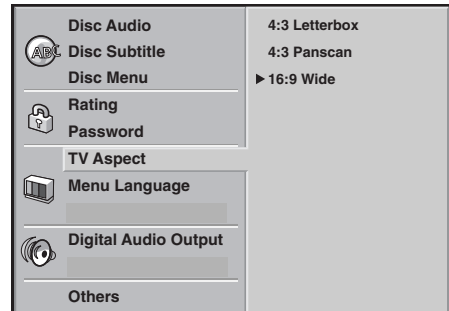 ABC
Disc Audio
Disc Subtitle
Disc Menu
Rating
Password
TV Aspect
Menu Language
Digital Audio Output
Others
4:3 Letterbox
4:3 Panscan
16:9 Wide